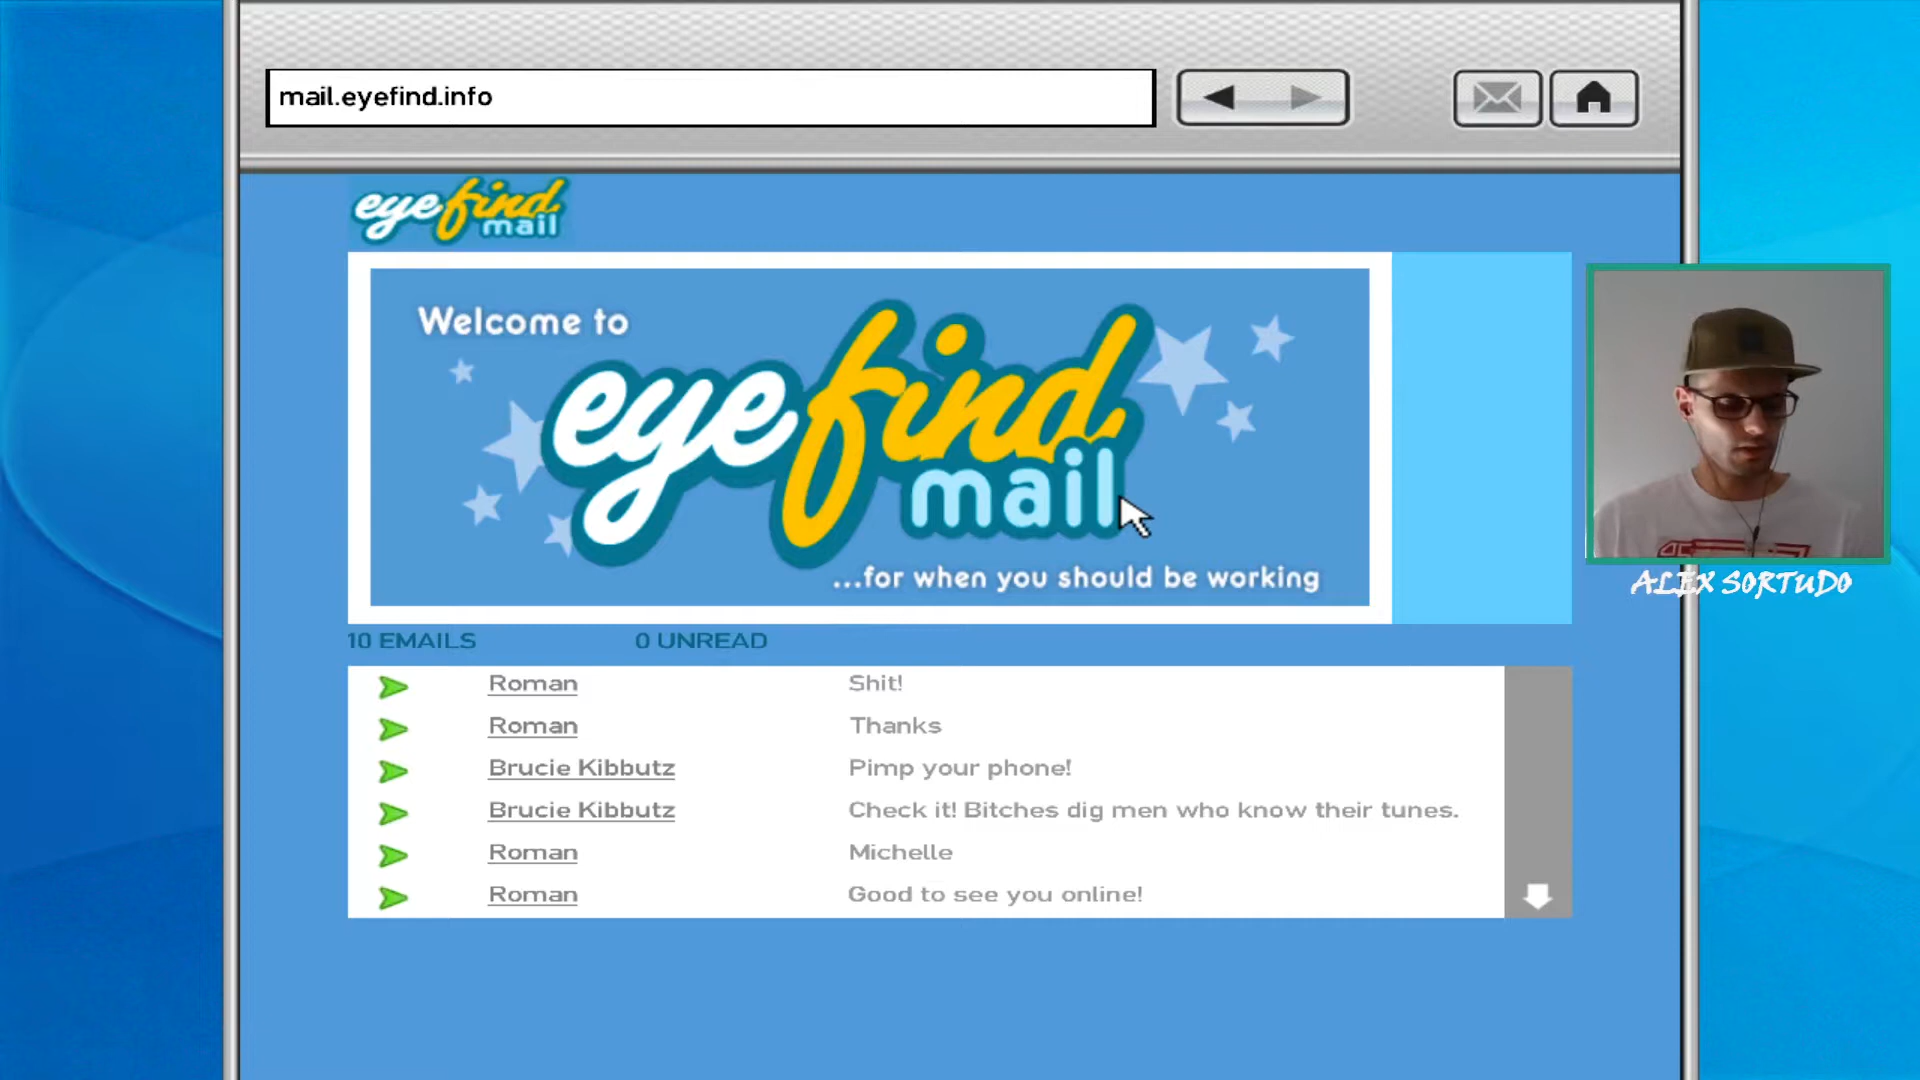 mail.eyefind.info
eyefind
mail
Welcome to
eyefind
mail
...for when you should be working
ALEX SORTUDO
10 EMAILS 0 UNREAD
Roman Shit!
Roman Thanks
Brucie Kibbutz Pimp your phone!
Brucie Kibbutz Check it! Bitches dig men who know their tunes.
Roman Michelle
Roman Good to see you online!